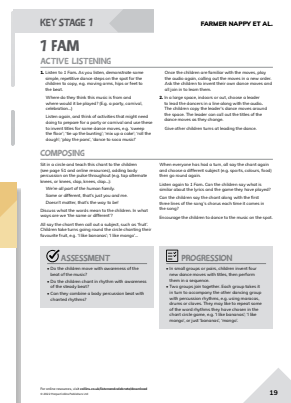 KEY STAGE 1
FARMER NAPPY ET AL.
1 FAM
ACTIVE LISTENING
1. Listen to 1 Fam. As you listen, demonstrate some
simple, repetitive dance steps on the spot for the
children to copy, e.g. moving arms, hips or feet to
the beat.
Where do they think this music is from and
where would it be played? (E.g. a party, carnival,
celebration...)
Listen again, and think of activities that might need
doing to prepare for a party or carnival and use these
to invent titles for some dance moves, e.g. 'sweep
the floor', 'tie up the bunting', 'mix up a cake', 'roll the
dough', 'play the pans', 'dance to soca music'!
Once the children are familiar with the moves, play
the audio again, calling out the moves in a new order.
Ask the children to invent their own dance moves and
all join in to learn them.
2. In a large space, indoors or out, choose a leader
to lead the dancers in a line along with the audio.
The children copy the leader's dance moves around
the space. The leader can call out the titles of the
dance moves as they change.
Give other children turns at leading the dance.
COMPOSING
Sit in a circle and teach this chant to the children
(see page 50 and online resources), adding body
percussion on the pulse throughout (e.g. tap alternate
knees, or knees, clap, knees, clap...)
We're all part of the human family.
Same or different, that's just you and me.
Doesn't matter, that's the way to be!
Discuss what the words mean to the children. In what
ways are we 'the same or different'?
All say the chant then call out a subject, such as 'fruit'.
Children take turns going round the circle chanting their
favourite fruit, e.g. 'I like bananas', 'I like mango'...
When everyone has had a turn, all say the chant again
and choose a different subject (e.g. sports, colours, food)
then go round again.
Listen again to 1 Fam. Can the children say what is
similar about the lyrics and the game they have played?
Can the children say the chant along with the first
three lines of the song's chorus each time it comes in
the song?
Encourage the children to dance to the music on the spot.
ASSESSMENT
• Do the children move with awareness of the
beat of the music?
• Do the children chant in rhythm with awareness
of the steady beat?
• Can they combine a body percussion beat with
chanted rhythms?
PROGRESSION
• In small groups or pairs, children invent four
new dance moves with titles, then perform
them in a sequence.
• Two groups join together. Each group takes it
in turn to accompany the other dancing group
with percussion rhythms, e.g. using maracas,
drums or claves. They may like to repeat some
of the word rhythms they have chosen in the
chant circle game, e.g. 'I like bananas', 'I like
mango', or just 'bananas', 'mango'.
19